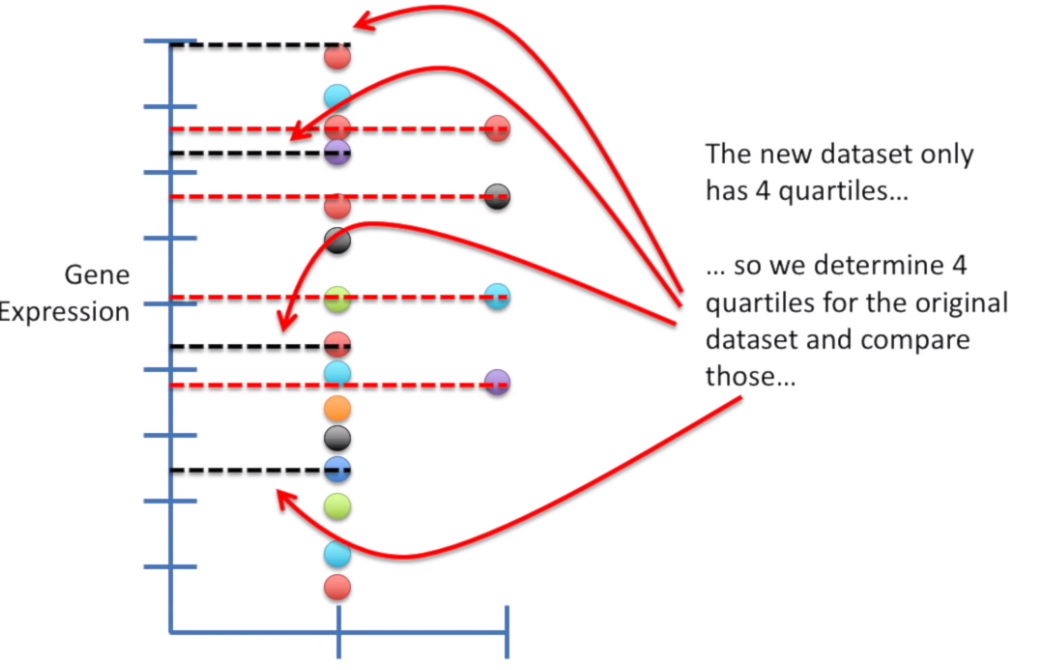 The new dataset only
has 4 quartiles...
... so we determine 4
quartiles for the original
dataset and compare
those...
Gene
Expression